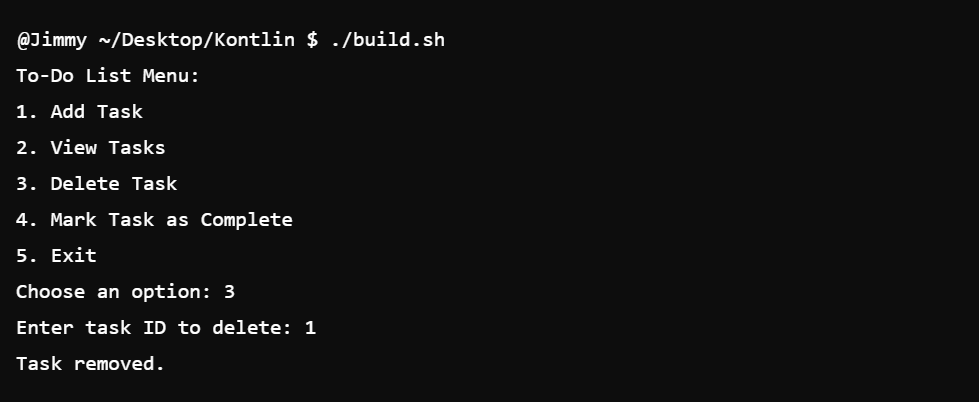 @Jimmy ~/Desktop/Kontlin $ ./build.sh
To-Do List Menu:
1. Add Task
2. View Tasks
3. Delete Task
4. Mark Task as Complete
5. Exit
Choose an option: 3
Enter task ID to delete: 1
Task removed.